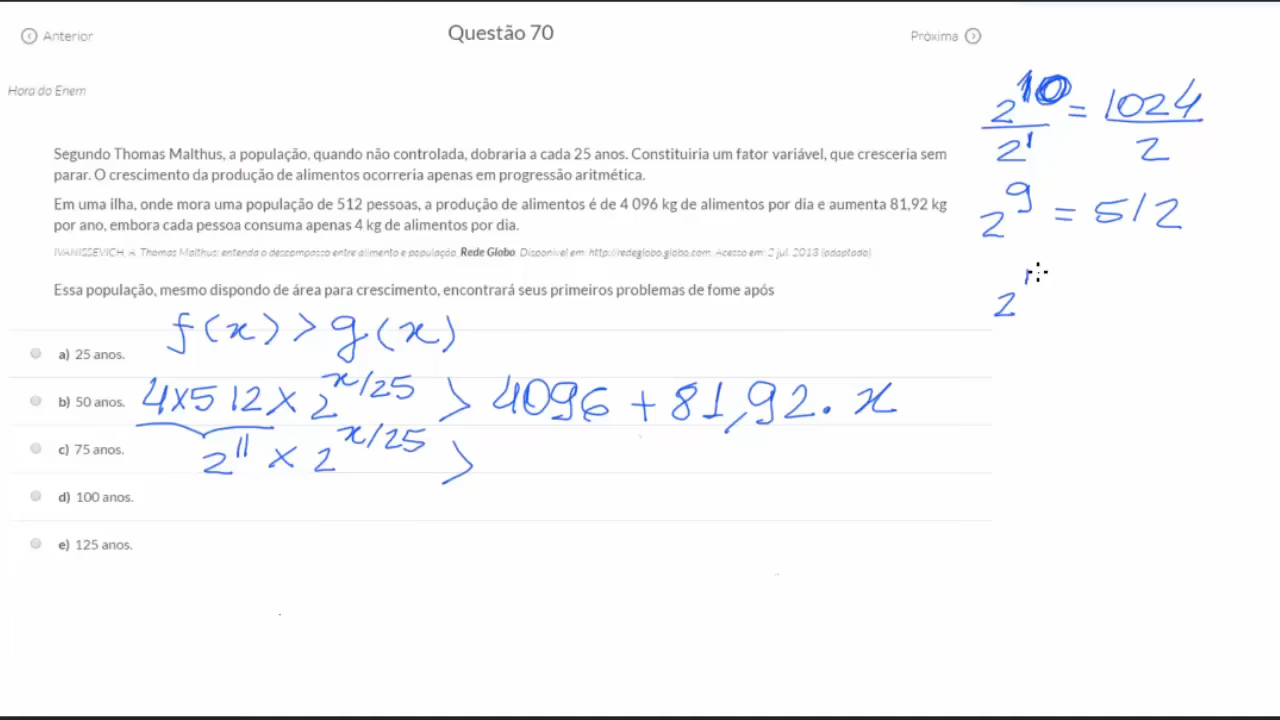 Anterior
Questão 70
Próxima
Hora do Enem
Segundo Thomas Malthus, a população, quando não controlada, dobraria a cada 25 anos. Constituiria um fator variável, que cresceria sem
parar. O crescimento da produção de alimentos ocorreria apenas em progressão aritmética.
Em uma ilha, onde mora uma população de 512 pessoas, a produção de alimentos é de 4 096 kg de alimentos por dia e aumenta 81,92 kg
por ano, embora cada pessoa consuma apenas 4 kg de alimentos por dia.
IVANISSEVICH, A. Thomas Malthus: entenda o descompasso entre alimento e população. Rede Globo. Disponível em: http://redeglobo.globo.com. Acesso em: 2 jul. 2013 (adaptado)
Essa população, mesmo dispondo de área para crescimento, encontrará seus primeiros problemas de fome após
f(x) > g(x)
a) 25 anos.
b) 50 anos.
4x512 x 2^x/25 > 4096 + 81,92 . x
c) 75 anos.
2^11 x 2^x/25 >
d) 100 anos.
e) 125 anos.
2^10 / 2^1 = 1024 / 2
2^9 = 512
2^1